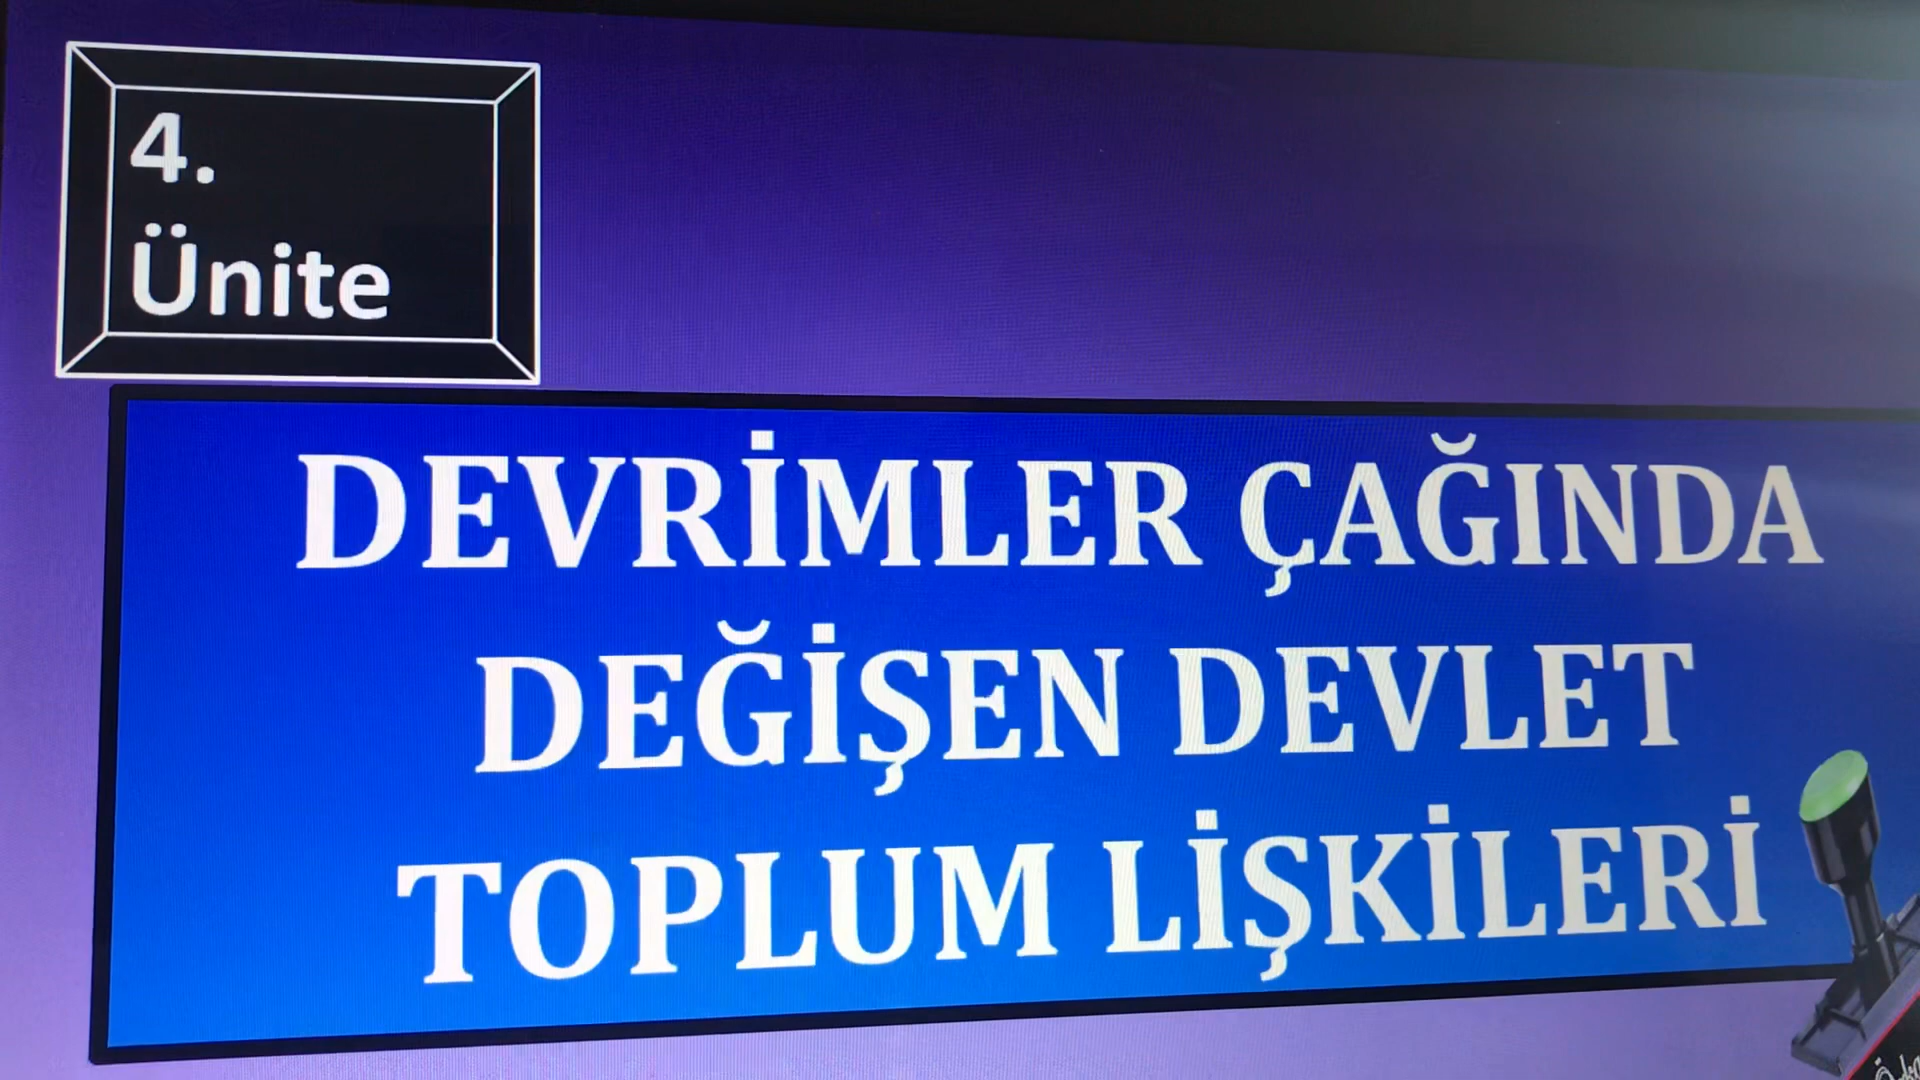 4.
Ünite
DEVRİMLER ÇAĞINDA
DEĞİŞEN DEVLET
TOPLUM LİŞKİLERİ